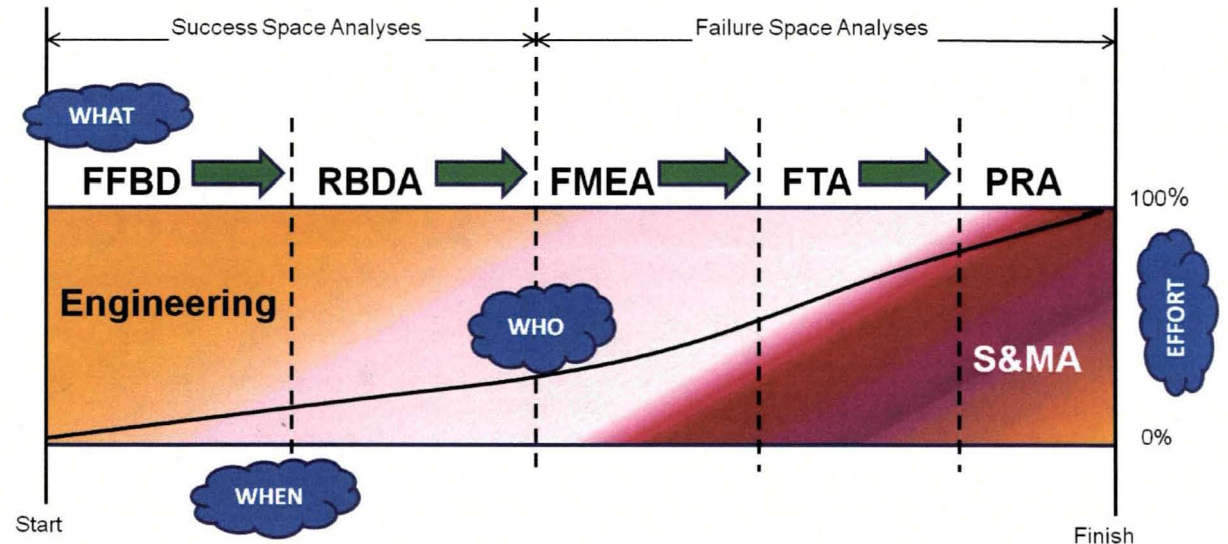 Success Space Analyses
Failure Space Analyses
WHAT
FFBD
RBDA
FMEA
FTA
PRA
100%
Engineering
WHO
EFFORT
S&MA
0%
WHEN
Start
Finish